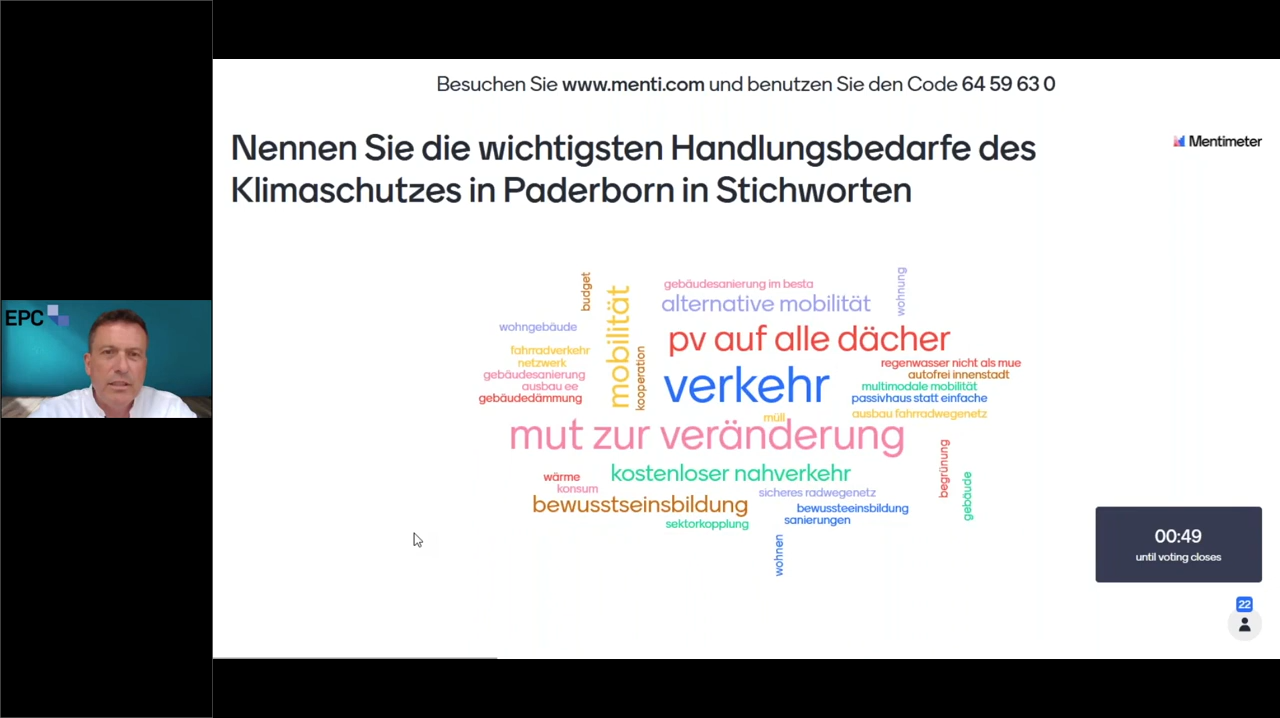 Besuchen Sie www.menti.com und benutzen Sie den Code 64 59 63 0
Nennen Sie die wichtigsten Handlungsbedarfe des
Klimaschutzes in Paderborn in Stichworten
Mentimeter
EPC
budget
mobilität
gebäudesanierung im besta
wohnung
alternative mobilität
wohngebäude
pv auf alle dächer
fahrradverkehr
kooperation
regenwasser nicht als mue
netzwerk
verkehr
autofrei innenstadt
gebäudesanierung
multimodale mobilität
ausbau ee
passivhaus statt einfache
gebäudedämmung
müll
ausbau fahrradwegenetz
mut zur veränderung
begrünung
wärme
kostenloser nahverkehr
gebäude
konsum
sicheres radwegenetz
bewusstseinsbildung
bewussteeinsbildung
sektorkopplung
sanierungen
wohnen
00:49
until voting closes
22